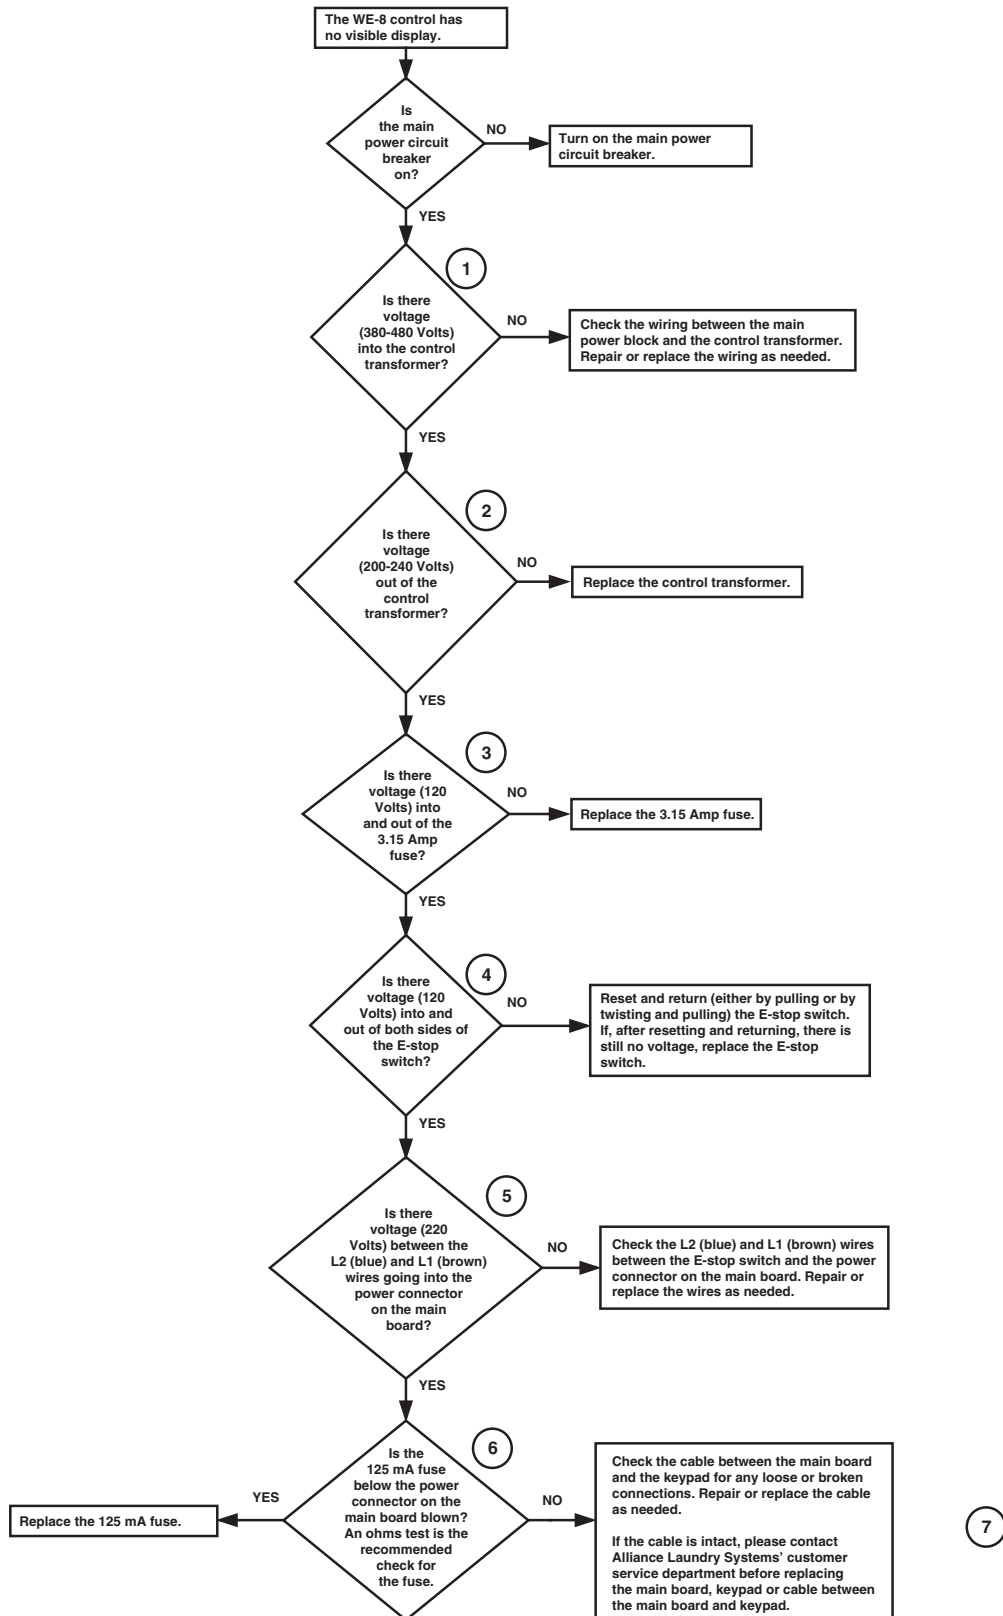 The WE-8 control has
no visible display.
Is
the main
power circuit
breaker
on?
NO
Turn on the main power
circuit breaker.
YES
1
Is there
voltage
(380-480 Volts)
into the control
transformer?
NO
Check the wiring between the main
power block and the control transformer.
Repair or replace the wiring as needed.
YES
2
Is there
voltage
(200-240 Volts)
out of the
control
transformer?
NO
Replace the control transformer.
YES
3
Is there
voltage (120
Volts) into
and out of the
3.15 Amp
fuse?
NO
Replace the 3.15 Amp fuse.
YES
4
Is there
voltage (120
Volts) into and
out of both sides of
the E-stop
switch?
NO
Reset and return (either by pulling or by
twisting and pulling) the E-stop switch.
If, after resetting and returning, there is
still no voltage, replace the E-stop
switch.
YES
5
Is there
voltage (220
Volts) between the
L2 (blue) and L1 (brown)
wires going into the
power connector
on the main
board?
NO
Check the L2 (blue) and L1 (brown) wires
between the E-stop switch and the power
connector on the main board. Repair or
replace the wires as needed.
YES
6
Is the
125 mA fuse
below the power
connector on the
main board blown?
An ohms test is the
recommended
check for
the fuse.
YES
Replace the 125 mA fuse.
NO
Check the cable between the main board
and the keypad for any loose or broken
connections. Repair or replace the cable
as needed.
If the cable is intact, please contact
Alliance Laundry Systems' customer
service department before replacing
the main board, keypad or cable between
the main board and keypad.
7